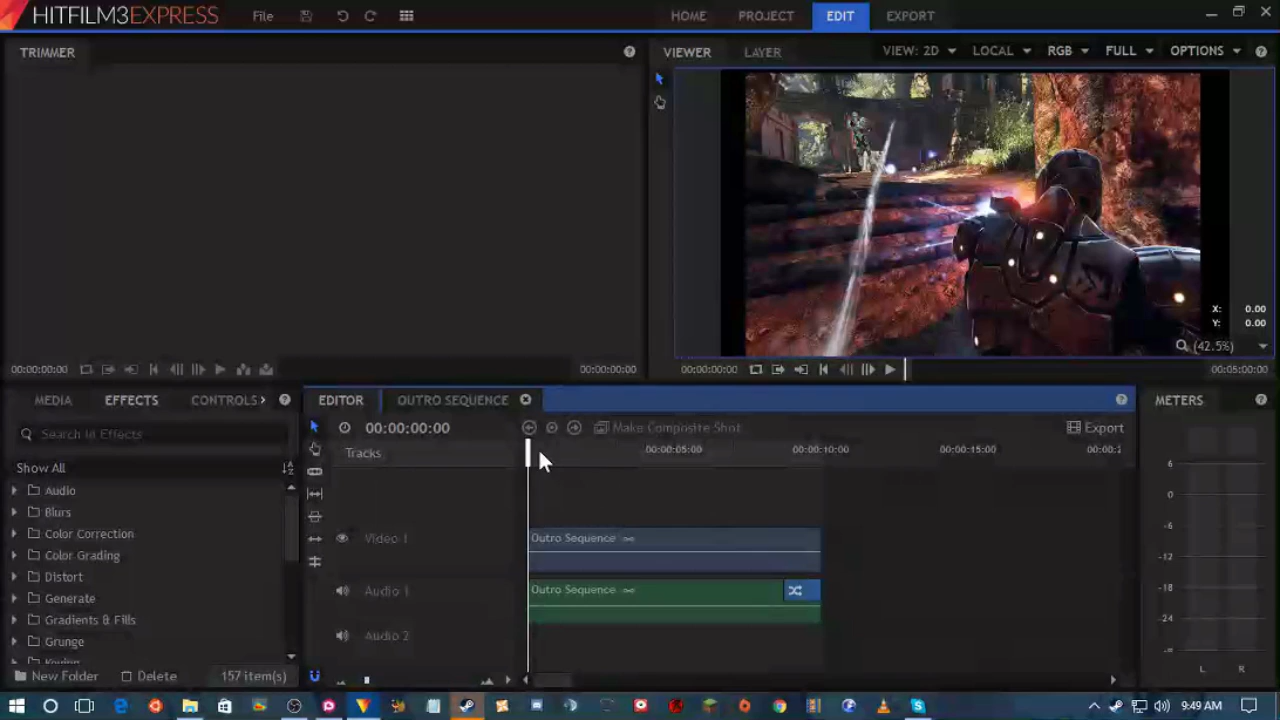 HITFILM3EXPRESS File HOME PROJECT EDIT EXPORT
TRIMMER
VIEWER LAYER VIEW: 2D LOCAL RGB FULL OPTIONS
X: 0.00
Y: 0.00
(42.5%)
00:00:00:00 00:00:00:00
00:00:00:00 00:05:00:00
MEDIA EFFECTS CONTROLS
EDITOR OUTRO SEQUENCE
METERS
Search in Effects
00:00:00:00 Make Composite Shot Export
Tracks 00:00:05:00 00:00:10:00 00:00:15:00 00:00:2
Show All
Audio
Blurs
Color Correction
Color Grading
Distort
Generate
Gradients & Fills
Grunge
Keying
New Folder Delete 157 item(s)
Video 1 Outro Sequence
Audio 1 Outro Sequence
Audio 2
6
0
-6
-12
-18
-24
-∞
L R
9:49 AM